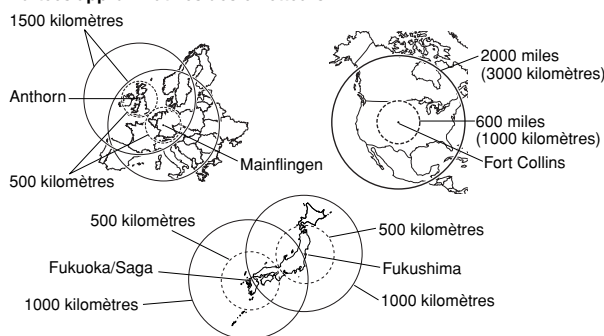 1500 kilomètres
Anthorn
500 kilomètres
Mainflingen
2000 miles
(3000 kilomètres)
600 miles
(1000 kilomètres)
Fort Collins
500 kilomètres
Fukuoka/Saga
1000 kilomètres
500 kilomètres
Fukushima
1000 kilomètres